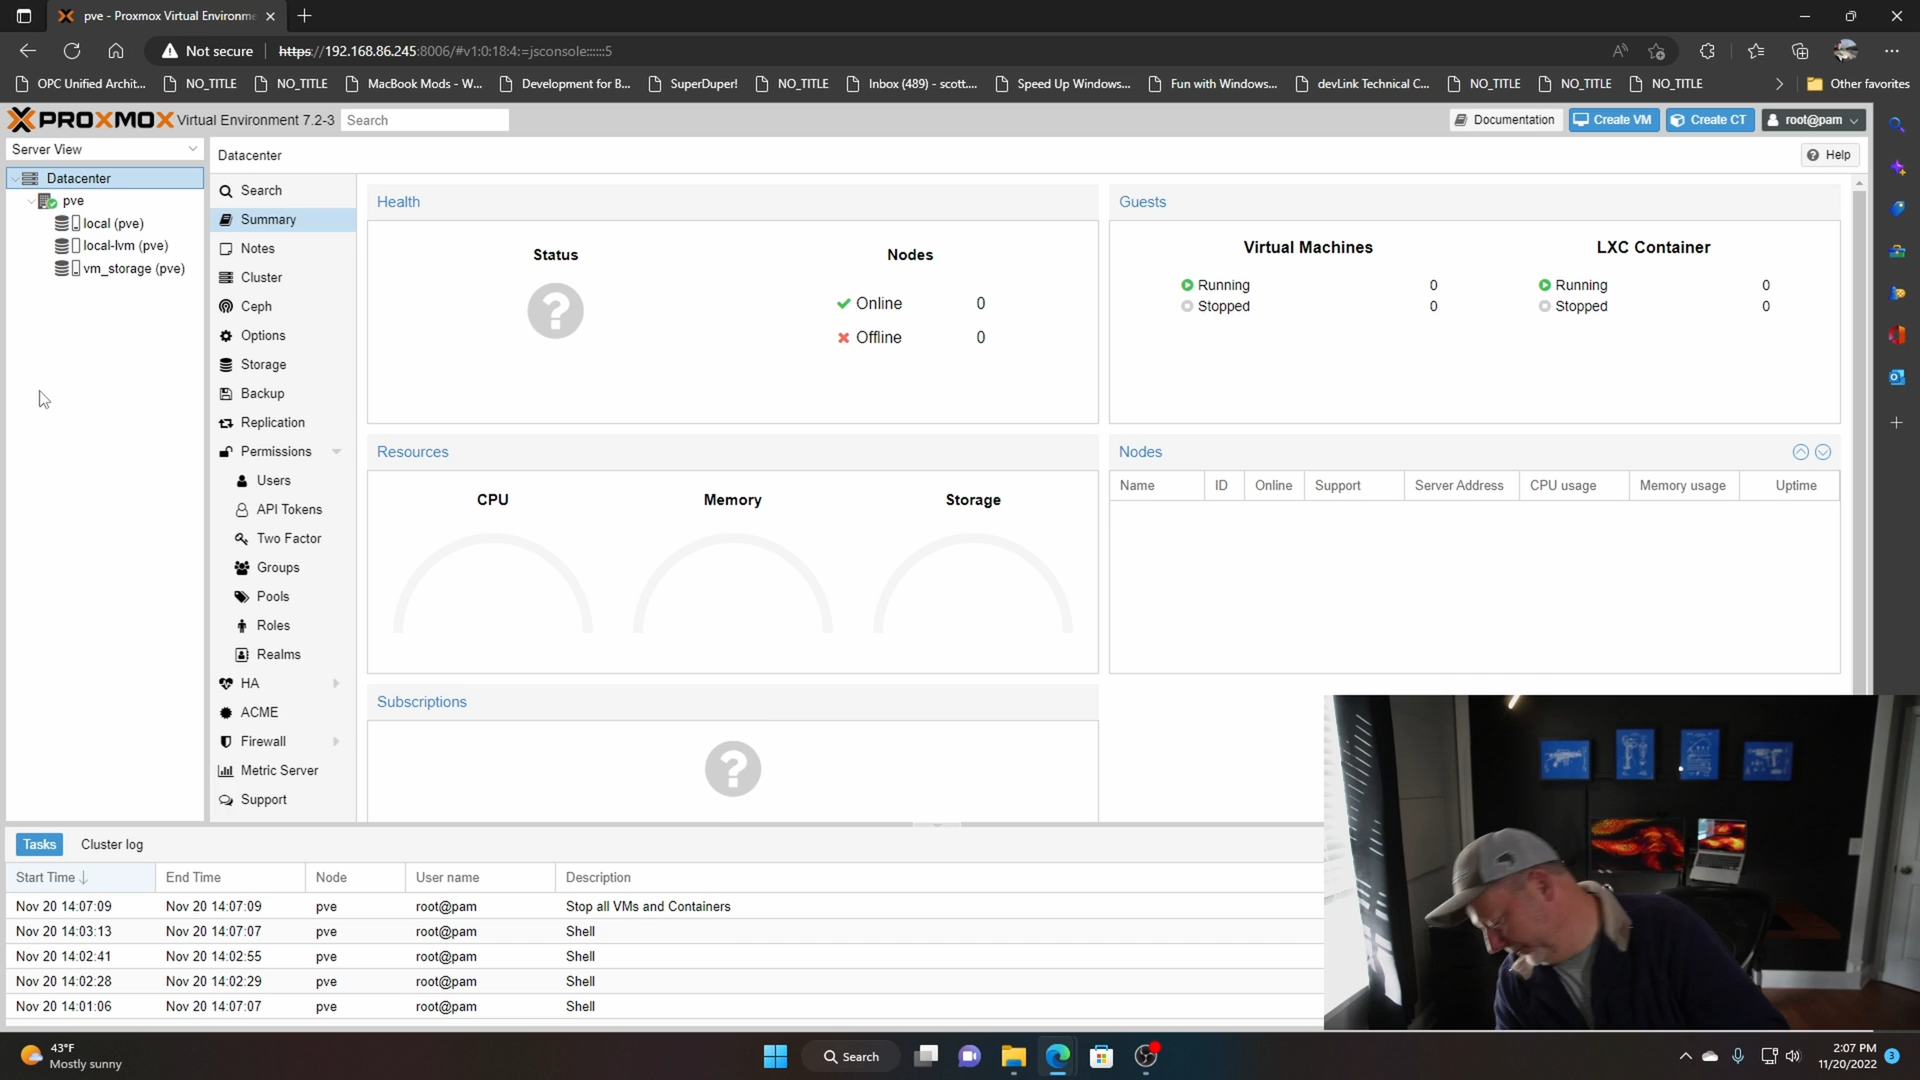 pve - Proxmox Virtual Environme
Not secure
https://192.168.86.245:8006/#v1:0:18:4:=jsconsole::::::5
OPC Unified Archit...
NO_TITLE
NO_TITLE
MacBook Mods - W...
Development for B...
SuperDuper!
NO_TITLE
Inbox (489) - scott....
Speed Up Windows...
Fun with Windows...
devLink Technical C...
NO_TITLE
NO_TITLE
NO_TITLE
Other favorites
PROXMOX Virtual Environment 7.2-3
Search
Documentation
Create VM
Create CT
root@pam
Server View
Datacenter
pve
local (pve)
local-lvm (pve)
vm_storage (pve)
Datacenter
Help
Search
Summary
Notes
Cluster
Ceph
Options
Storage
Backup
Replication
Permissions
Users
API Tokens
Two Factor
Groups
Pools
Roles
Realms
HA
ACME
Firewall
Metric Server
Support
Health
Status
Nodes
Online 0
Offline 0
Guests
Virtual Machines
Running 0
Stopped 0
LXC Container
Running 0
Stopped 0
Resources
CPU
Memory
Storage
Nodes
Name ID Online Support Server Address CPU usage Memory usage Uptime
Subscriptions
Tasks
Cluster log
Start Time End Time Node User name Description
Nov 20 14:07:09 Nov 20 14:07:09 pve root@pam Stop all VMs and Containers
Nov 20 14:03:13 Nov 20 14:07:07 pve root@pam Shell
Nov 20 14:02:41 Nov 20 14:02:55 pve root@pam Shell
Nov 20 14:02:28 Nov 20 14:02:29 pve root@pam Shell
Nov 20 14:01:06 Nov 20 14:07:07 pve root@pam Shell
43°F
Mostly sunny
Search
2:07 PM
11/20/2022
3